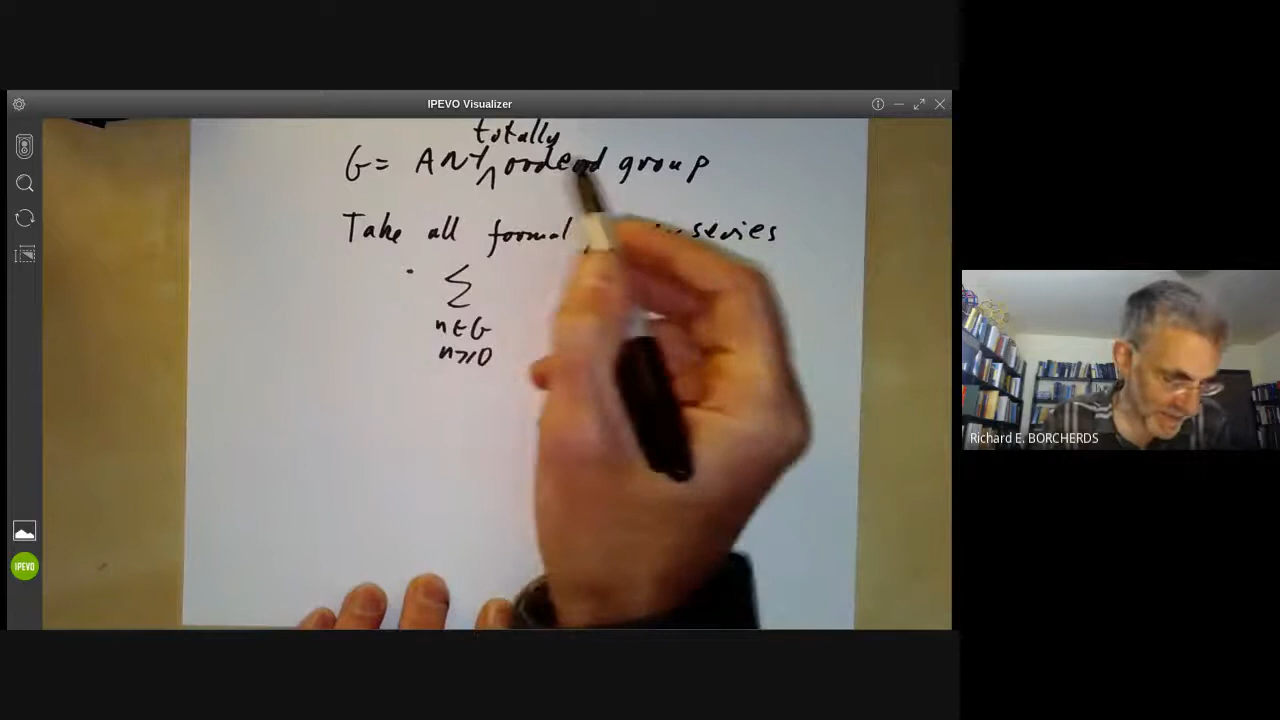 IPEVO Visualizer
totally
G = ANY ∧ ordered group
Take all formal series
Σ
n∈G
n≥0
IPEVO
Richard E. BORCHERDS